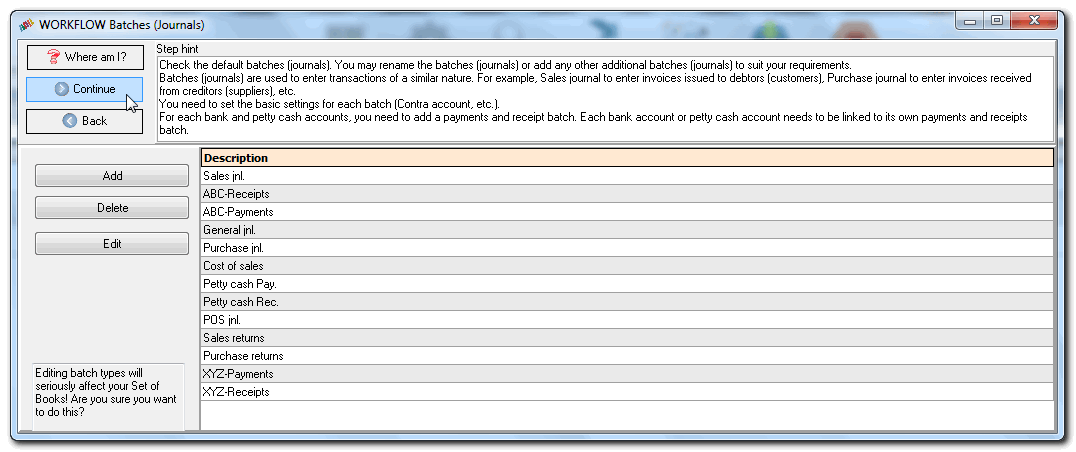 WORKFLOW Batches (Journals)
Where am I?
Continue
Back
Step hint
Check the default batches (journals). You may rename the batches (journals) or add any other additional batches (journals) to suit your requirements.
Batches (journals) are used to enter transactions of a similar nature. For example, Sales journal to enter invoices issued to debtors (customers), Purchase journal to enter invoices received
from creditors (suppliers), etc.
You need to set the basic settings for each batch (Contra account, etc.).
For each bank and petty cash accounts, you need to add a payments and receipt batch. Each bank account or petty cash account needs to be linked to its own payments and receipts
batch.
Add
Delete
Edit
Editing batch types will
seriously affect your Set of
Books! Are you sure you want
to do this?
Description
Sales jnl.
ABC-Receipts
ABC-Payments
General jnl.
Purchase jnl.
Cost of sales
Petty cash Pay.
Petty cash Rec.
POS jnl.
Sales returns
Purchase returns
XYZ-Payments
XYZ-Receipts